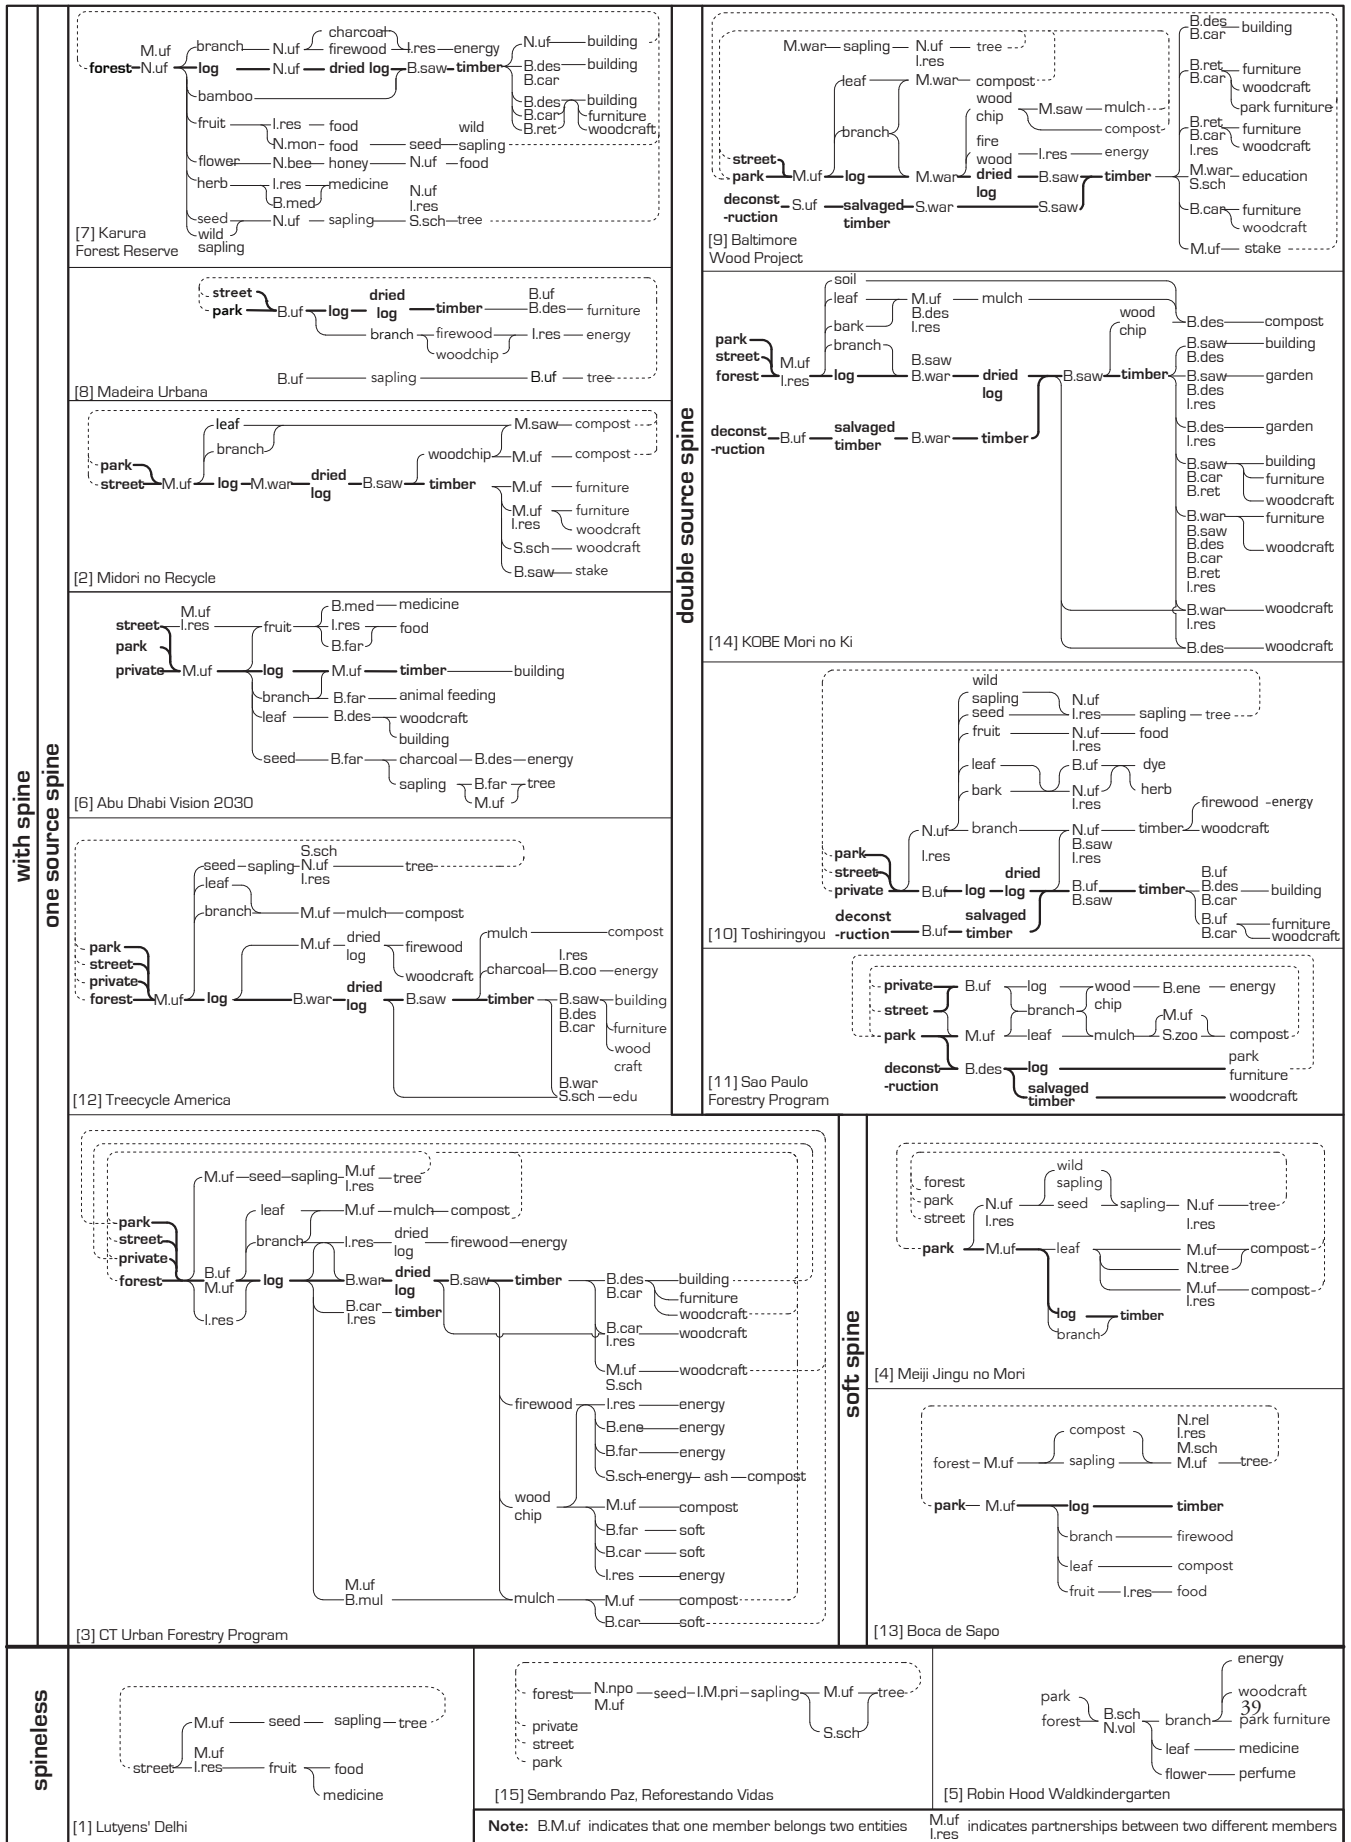 with spine
one source spine
double source spine
soft spine
spineless
charcoal
M.uf branch N.uf firewood I.res energy N.uf building
forest N.uf log N.uf dried log B.saw timber B.des building
B.car
bamboo B.des building
B.car furniture
B.ret woodcraft
fruit I.res food
N.mon food seed wild sapling
flower N.bee honey N.uf food
herb I.res medicine
B.med
N.uf
I.res
seed N.uf sapling S.sch tree
wild
sapling
[7] Karura
Forest Reserve
street dried B.uf
park B.uf log log timber B.des furniture
branch firewood I.res energy
woodchip
B.uf sapling B.uf tree
[8] Madeira Urbana
leaf M.saw compost
branch woodchip M.uf compost
park
street M.uf log M.war dried log B.saw timber M.uf furniture
M.uf furniture
I.res woodcraft
S.sch woodcraft
B.saw stake
[2] Midori no Recycle
M.uf B.med medicine
street I.res fruit I.res food
park B.far
private M.uf log M.uf timber building
branch B.far animal feeding
leaf B.des woodcraft
building
seed B.far charcoal B.des energy
sapling B.far tree
M.uf
[6] Abu Dhabi Vision 2030
S.sch
seed sapling N.uf tree
leaf I.res
branch M.uf mulch compost
park M.uf dried log firewood mulch compost
street woodcraft I.res
private charcoal B.coo energy
forest M.uf log B.war dried log B.saw timber B.saw building
B.des
B.car furniture
wood
craft
B.war
S.sch edu
[12] Treecycle America
M.uf seed sapling M.uf tree
I.res
leaf M.uf mulch compost
park
street branch I.res dried log firewood energy
private
forest B.uf log B.war dried log B.saw timber B.des building
M.uf B.car furniture
I.res B.car timber woodcraft
I.res
B.car woodcraft
I.res
M.uf woodcraft
S.sch
firewood I.res energy
B.ene energy
B.far energy
S.sch energy ash compost
wood
chip M.uf compost
B.far soft
B.car soft
I.res energy
M.uf
B.mul mulch M.uf compost
B.car soft
[3] CT Urban Forestry Program
B.des building
B.car
M.war sapling N.uf tree
I.res
B.ret furniture
B.car woodcraft
park furniture
leaf M.war compost
wood
chip M.saw mulch
compost
branch B.ret furniture
B.car woodcraft
I.res
fire
wood I.res energy
street
park M.uf log M.war dried log B.saw timber M.war education
S.sch
deconst
-ruction S.uf salvaged timber S.war S.saw B.car furniture
woodcraft
M.uf stake
[9] Baltimore
Wood Project
soil
leaf M.uf mulch
bark B.des
I.res
wood
chip B.des compost
branch
park
street M.uf B.saw B.saw building
B.des
forest I.res log B.war dried log B.saw timber B.saw garden
B.des
I.res
deconst
-ruction B.uf salvaged timber B.war timber B.des garden
I.res
B.saw building
B.car furniture
B.ret woodcraft
B.war furniture
B.saw
B.des woodcraft
B.car
B.ret
I.res
B.war woodcraft
I.res
B.des woodcraft
[14] KOBE Mori no Ki
wild
sapling N.uf
seed I.res sapling tree
fruit N.uf food
I.res
leaf B.uf dye
bark N.uf herb
I.res
firewood -energy
N.uf branch N.uf timber woodcraft
I.res B.saw
I.res
park
street
private B.uf log dried log B.uf timber B.uf
B.saw B.des building
B.car
deconst
-ruction B.uf salvaged timber B.uf furniture
B.car woodcraft
[10] Toshiringyou
private B.uf log wood B.ene energy
street branch chip M.uf
park M.uf leaf mulch S.zoo compost
deconst B.des log park
-ruction furniture
salvaged
timber woodcraft
[11] Sao Paulo
Forestry Program
forest wild
park sapling
street N.uf seed sapling N.uf tree
I.res I.res
park M.uf leaf M.uf compost
N.tree
M.uf compost
I.res
log timber
branch
[4] Meiji Jingu no Mori
N.rel
compost I.res
M.sch
forest M.uf sapling M.uf tree
park M.uf log timber
branch firewood
leaf compost
fruit I.res food
[13] Boca de Sapo
M.uf seed sapling tree
M.uf
street I.res fruit food
medicine
[1] Lutyens' Delhi
forest N.npo seed I.M.pri sapling M.uf tree
M.uf
private S.sch
street
park
[15] Sembrando Paz, Reforestando Vidas
energy
park woodcraft
39
forest B.sch branch park furniture
N.vol
leaf medicine
flower perfume
[5] Robin Hood Waldkindergarten
Note: B.M.uf indicates that one member belongs two entities M.uf
I.res indicates partnerships between two different members